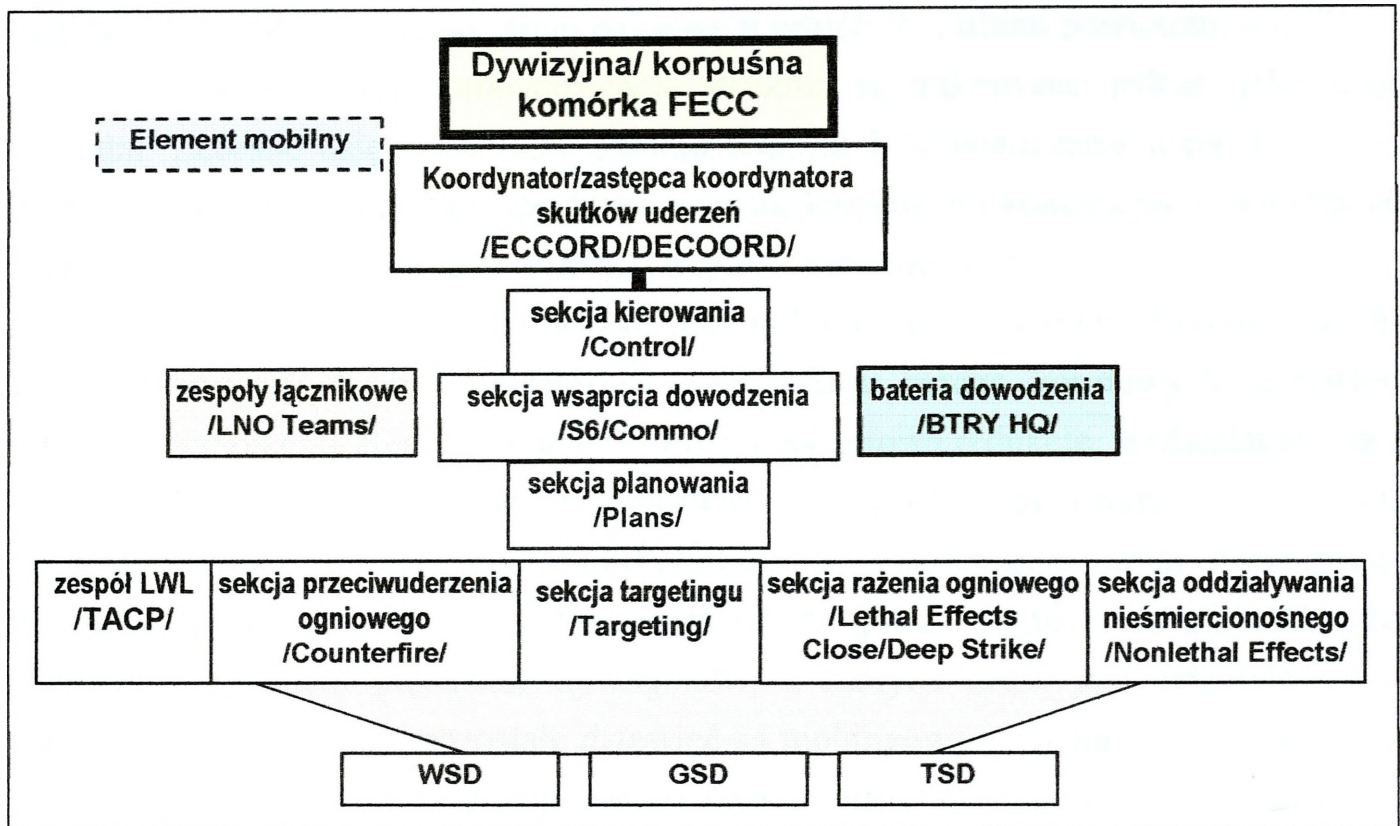 Dywizyjna/ korpuśna
komórka FECC
Element mobilny
Koordynator/zastępca koordynatora
skutków uderzeń
/ECCORD/DECOORD/
sekcja kierowania
/Control/
zespoły łącznikowe
/LNO Teams/
sekcja wsaprcia dowodzenia
/S6/Commo/
bateria dowodzenia
/BTRY HQ/
sekcja planowania
/Plans/
zespół LWL
/TACP/
sekcja przeciwuderzenia
ogniowego
/Counterfire/
sekcja targetingu
/Targeting/
sekcja rażenia ogniowego
/Lethal Effects
Close/Deep Strike/
sekcja oddziaływania
nieśmiercionośnego
/Nonlethal Effects/
WSD
GSD
TSD